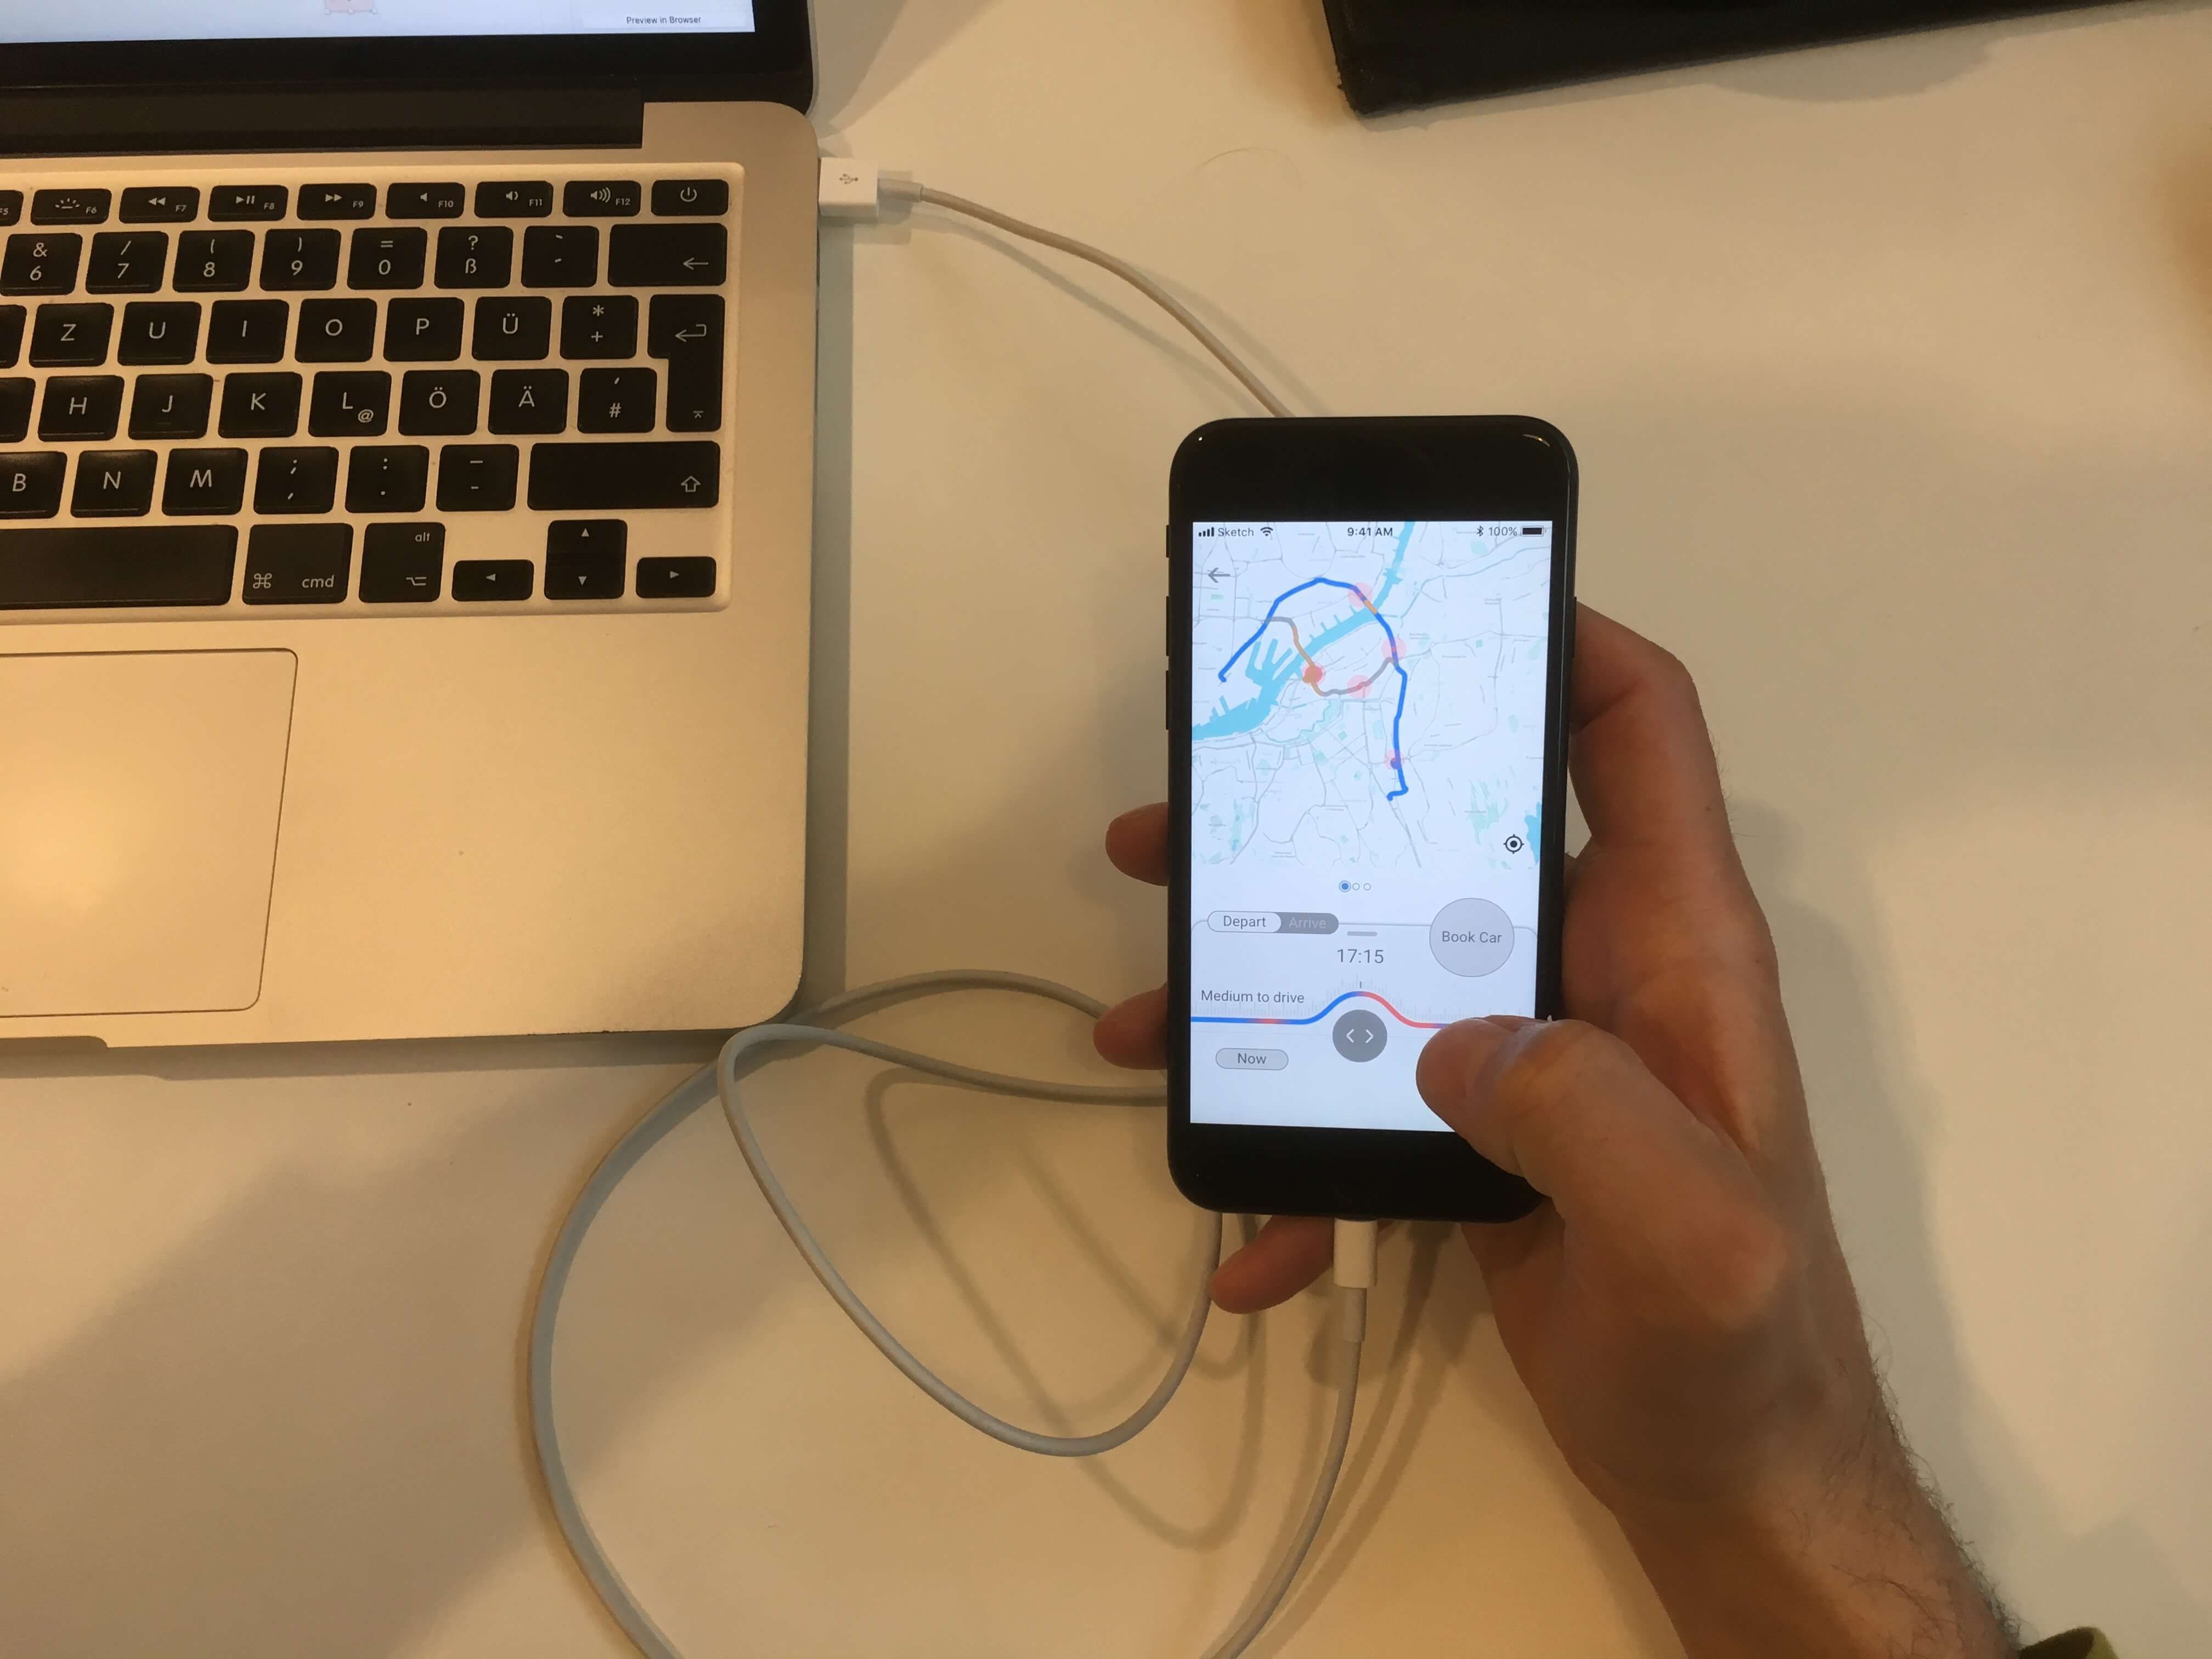 Preview in Browser
F5 F6 F7 F8 F9 F10 F11 F12
& / ( ) = ? `
6 7 8 9 0 ß ´
Z U I O P Ü * +
H J K L @ Ö Ä ' #
B N M ; , : . _ -
alt
⌘ cmd
Sketch 9:41 AM 100%
Depart Arrive
Book Car
17:15
Medium to drive
Now